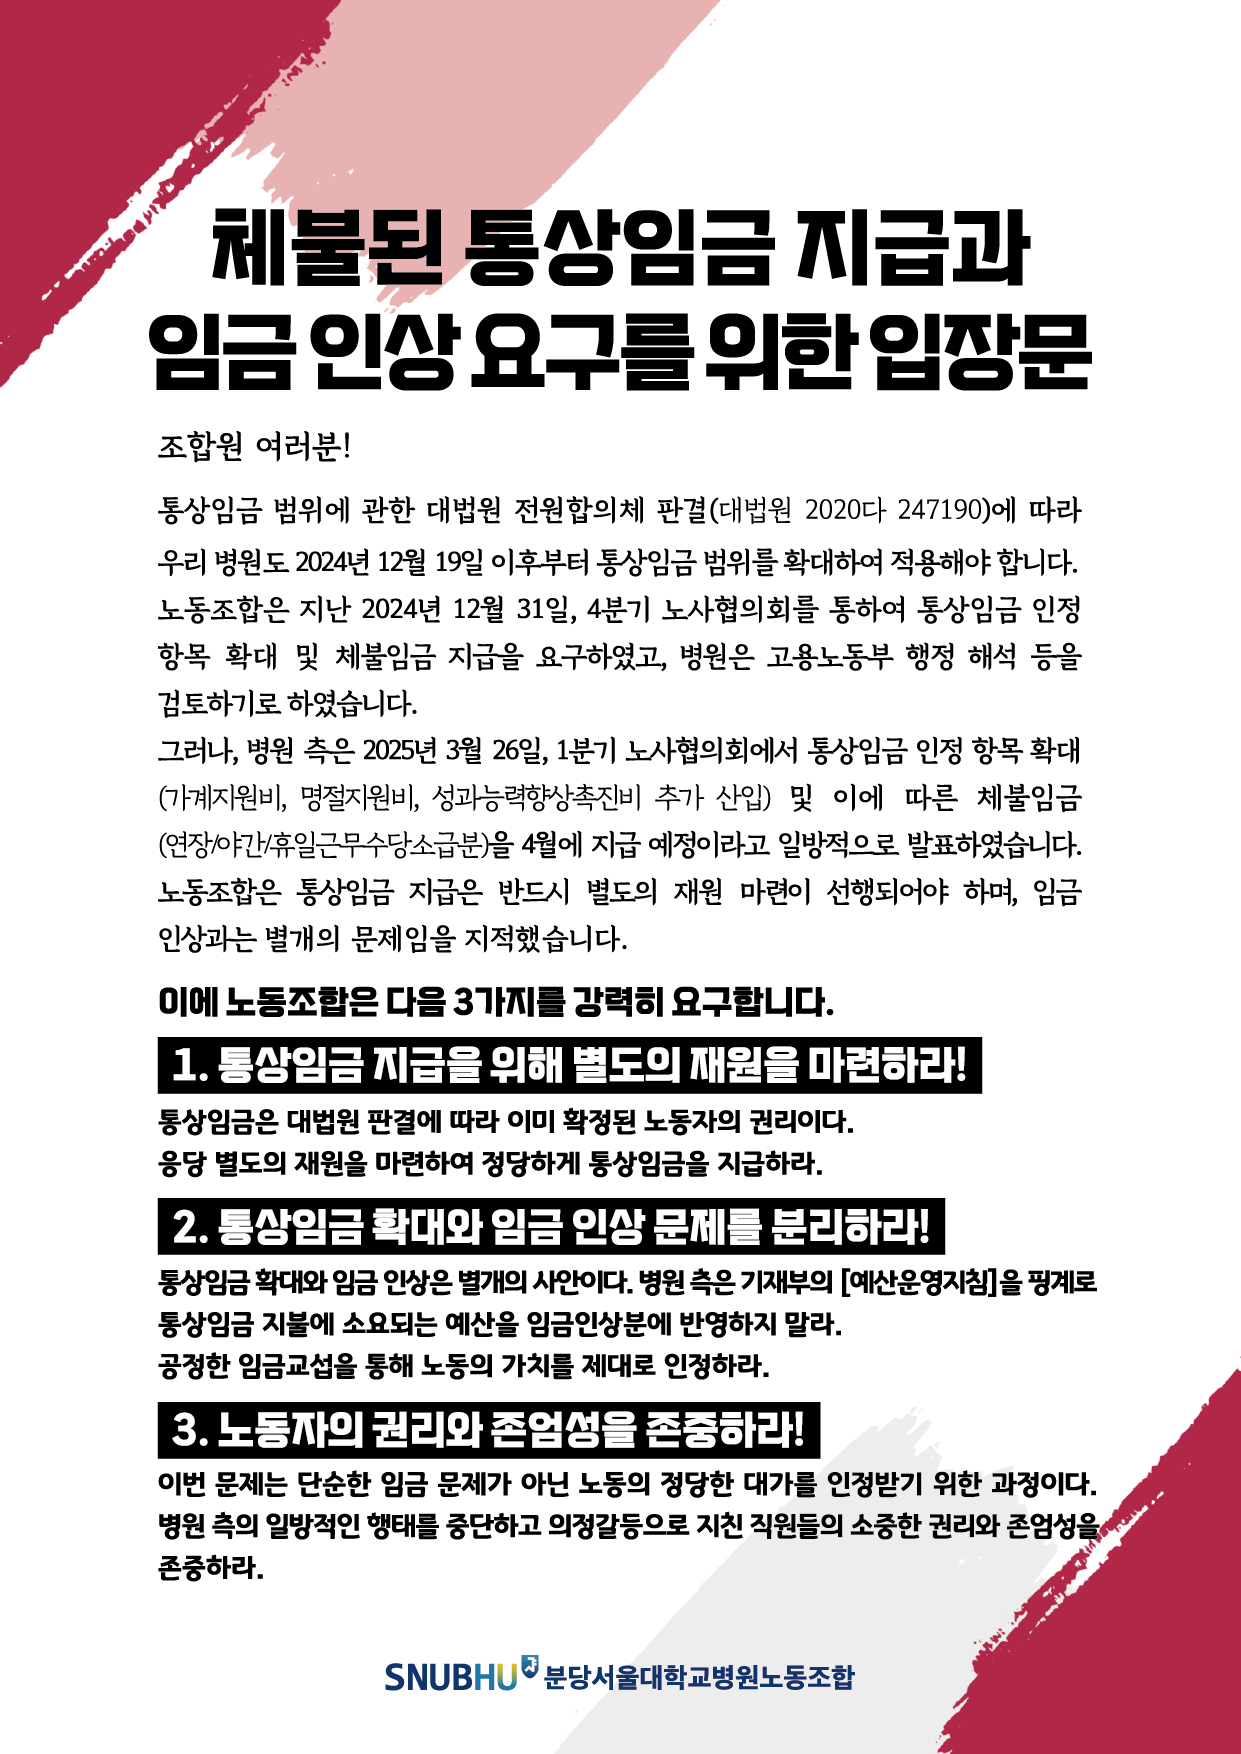 체불된 통상임금 지급과
임금 인상 요구를 위한 입장문
조합원 여러분!
통상임금 범위에 관한 대법원 전원합의체 판결(대법원 2020다 247190)에 따라
우리 병원도 2024년 12월 19일 이후부터 통상임금 범위를 확대하여 적용해야 합니다.
노동조합은 지난 2024년 12월 31일, 4분기 노사협의회를 통하여 통상임금 인정
항목 확대 및 체불임금 지급을 요구하였고, 병원은 고용노동부 행정 해석 등을
검토하기로 하였습니다.
그러나, 병원 측은 2025년 3월 26일, 1분기 노사협의회에서 통상임금 인정 항목 확대
(가계지원비, 명절지원비, 성과능력향상촉진비 추가 산입) 및 이에 따른 체불임금
(연장/야간/휴일근무수당소급분)을 4월에 지급 예정이라고 일방적으로 발표하였습니다.
노동조합은 통상임금 지급은 반드시 별도의 재원 마련이 선행되어야 하며, 임금
인상과는 별개의 문제임을 지적했습니다.
이에 노동조합은 다음 3가지를 강력히 요구합니다.
1. 통상임금 지급을 위해 별도의 재원을 마련하라!
통상임금은 대법원 판결에 따라 이미 확정된 노동자의 권리이다.
응당 별도의 재원을 마련하여 정당하게 통상임금을 지급하라.
2. 통상임금 확대와 임금 인상 문제를 분리하라!
통상임금 확대와 임금 인상은 별개의 사안이다. 병원 측은 기재부의 [예산운영지침]을 핑계로
통상임금 지불에 소요되는 예산을 임금인상분에 반영하지 말라.
공정한 임금교섭을 통해 노동의 가치를 제대로 인정하라.
3. 노동자의 권리와 존엄성을 존중하라!
이번 문제는 단순한 임금 문제가 아닌 노동의 정당한 대가를 인정받기 위한 과정이다.
병원 측의 일방적인 행태를 중단하고 의정갈등으로 지친 직원들의 소중한 권리와 존엄성을
존중하라.
SNUBHU 분당서울대학교병원노동조합